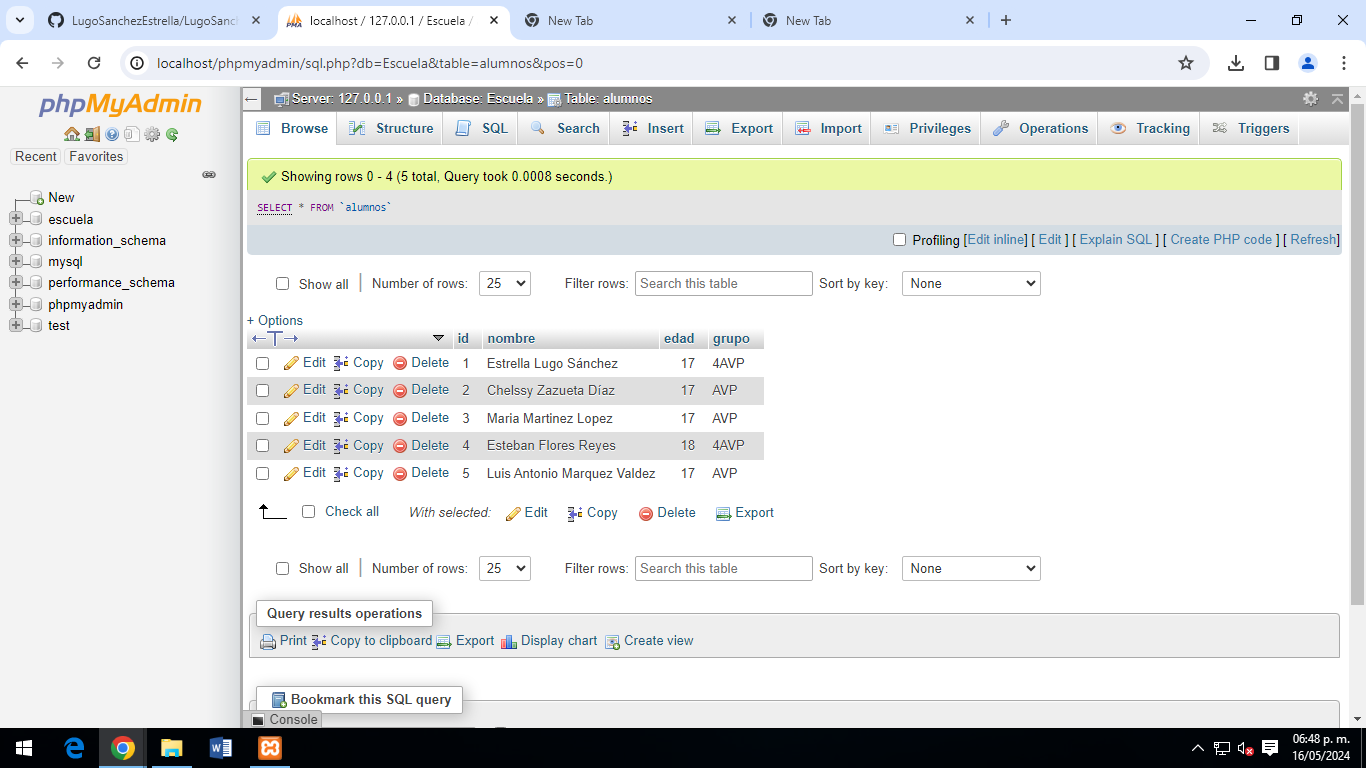 LugoSanchezEstrella/LugoSanc
localhost / 127.0.0.1 / Escuela /
New Tab
New Tab
localhost/phpmyadmin/sql.php?db=Escuela&table=alumnos&pos=0
phpMyAdmin
Recent Favorites
New
escuela
information_schema
mysql
performance_schema
phpmyadmin
test
Server: 127.0.0.1 » Database: Escuela » Table: alumnos
Browse Structure SQL Search Insert Export Import Privileges Operations Tracking Triggers
Showing rows 0 - 4 (5 total, Query took 0.0008 seconds.)
SELECT * FROM `alumnos`
Profiling [Edit inline] [ Edit ] [ Explain SQL ] [ Create PHP code ] [ Refresh]
Show all Number of rows: 25 Filter rows: Search this table Sort by key: None
+ Options
id nombre edad grupo
Edit Copy Delete 1 Estrella Lugo Sánchez 17 4AVP
Edit Copy Delete 2 Chelssy Zazueta Díaz 17 AVP
Edit Copy Delete 3 Maria Martinez Lopez 17 AVP
Edit Copy Delete 4 Esteban Flores Reyes 18 4AVP
Edit Copy Delete 5 Luis Antonio Marquez Valdez 17 AVP
Check all With selected: Edit Copy Delete Export
Show all Number of rows: 25 Filter rows: Search this table Sort by key: None
Query results operations
Print Copy to clipboard Export Display chart Create view
Bookmark this SQL query
Console
06:48 p. m.
16/05/2024